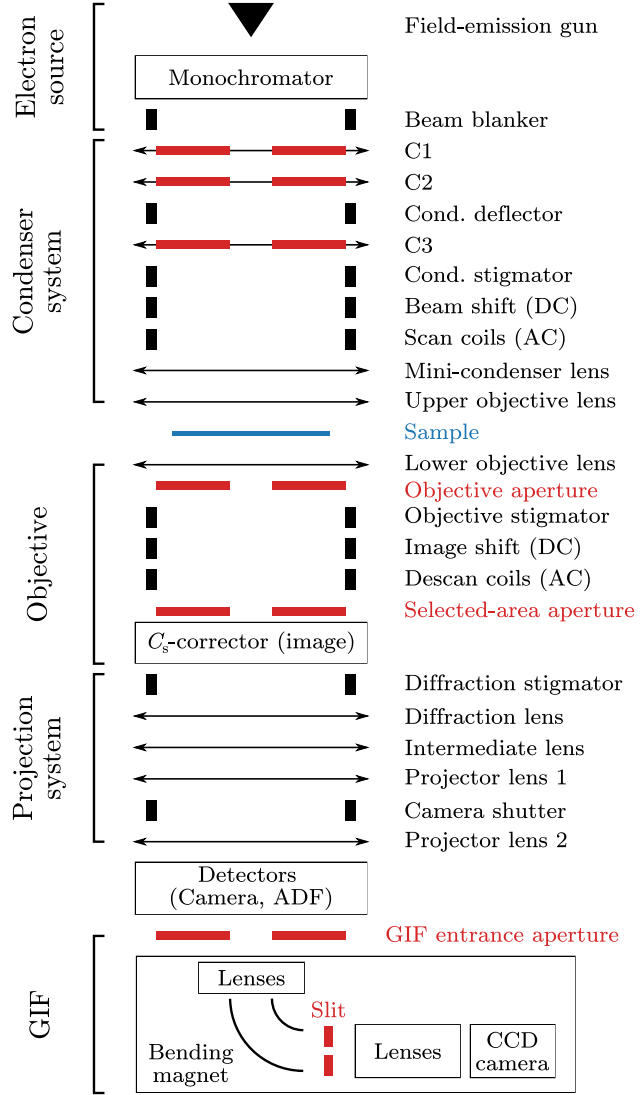 Electron
source
Field-emission gun
Monochromator
Beam blanker
Condenser
system
C1
C2
Cond. deflector
C3
Cond. stigmator
Beam shift (DC)
Scan coils (AC)
Mini-condenser lens
Upper objective lens
Sample
Objective
Lower objective lens
Objective aperture
Objective stigmator
Image shift (DC)
Descan coils (AC)
Selected-area aperture
Cs-corrector (image)
Projection
system
Diffraction stigmator
Diffraction lens
Intermediate lens
Projector lens 1
Camera shutter
Projector lens 2
Detectors
(Camera, ADF)
GIF
GIF entrance aperture
Lenses
Slit
Bending
magnet
Lenses
CCD
camera